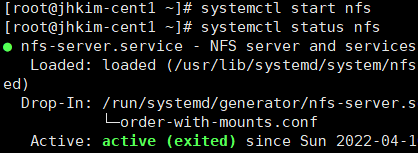 [root@jhkim-cent1 ~]# systemctl start nfs
[root@jhkim-cent1 ~]# systemctl status nfs
● nfs-server.service - NFS server and services
Loaded: loaded (/usr/lib/systemd/system/nfs
ed)
Drop-In: /run/systemd/generator/nfs-server.s
└─order-with-mounts.conf
Active: active (exited) since Sun 2022-04-1